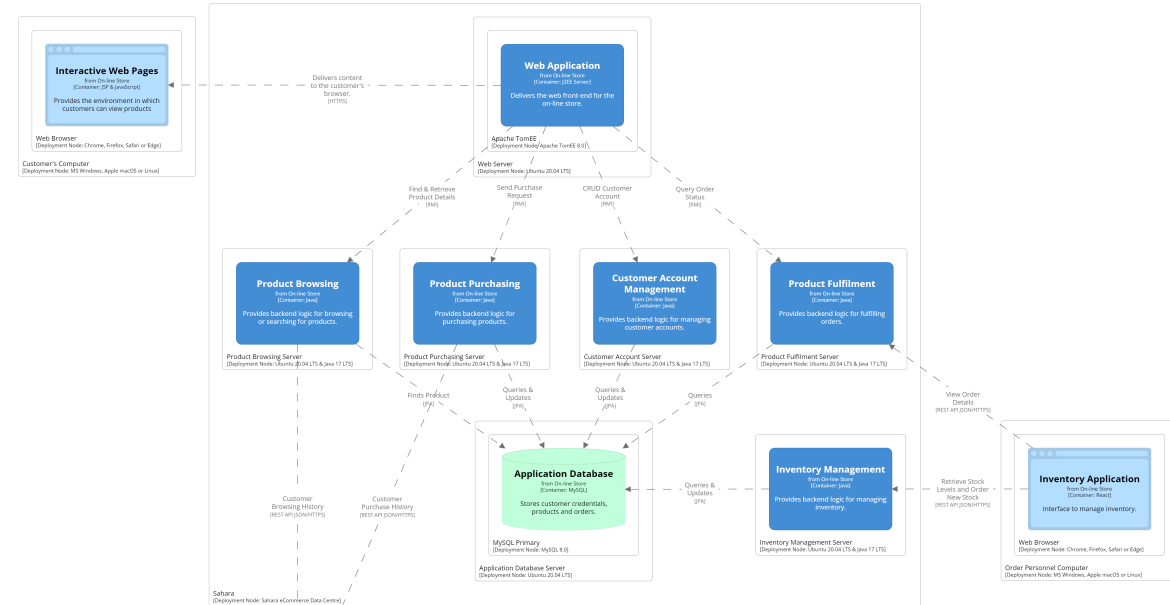 Interactive Web Pages
from On-line Store
[Container: JSP & JavaScript]
Provides the environment in which
customers can view products
Web Browser
[Deployment Node: Chrome, Firefox, Safari or Edge]
Customer's Computer
[Deployment Node: MS Windows, Apple macOS or Linux]
Delivers content
to the customer's
browser.
[HTTPS]
Web Application
from On-line Store
[Container: J2EE Server]
Delivers the web front-end for the
on-line store.
Apache TomEE
[Deployment Node: Apache TomEE 8.0]
Web Server
[Deployment Node: Ubuntu 20.04 LTS]
Find & Retrieve
Product Details
[RMI]
Send Purchase
Request
[RMI]
CRUD Customer
Account
[RMI]
Query Order
Status
[RMI]
Product Browsing
from On-line Store
[Container: Java]
Provides backend logic for browsing
or searching for products.
Product Browsing Server
[Deployment Node: Ubuntu 20.04 LTS & Java 17 LTS]
Product Purchasing
from On-line Store
[Container: Java]
Provides backend logic for
purchasing products.
Product Purchasing Server
[Deployment Node: Ubuntu 20.04 LTS & Java 17 LTS]
Customer Account
Management
from On-line Store
[Container: Java]
Provides backend logic for managing
customer accounts.
Customer Account Server
[Deployment Node: Ubuntu 20.04 LTS & Java 17 LTS]
Product Fulfilment
from On-line Store
[Container: Java]
Provides backend logic for fulfilling
orders.
Product Fulfilment Server
[Deployment Node: Ubuntu 20.04 LTS & Java 17 LTS]
Finds Product
[JPA]
Queries &
Updates
[JPA]
Queries &
Updates
[JPA]
Queries
[JPA]
View Order
Details
[REST API JSON/HTTPS]
Customer
Browsing History
[REST API JSON/HTTPS]
Customer
Purchase History
[REST API JSON/HTTPS]
Application Database
from On-line Store
[Container: MySQL]
Stores customer credentials,
products and orders.
MySQL Primary
[Deployment Node: MySQL 8.0]
Application Database Server
[Deployment Node: Ubuntu 20.04 LTS]
Queries &
Updates
[JPA]
Inventory Management
from On-line Store
[Container: Java]
Provides backend logic for managing
inventory.
Inventory Management Server
[Deployment Node: Ubuntu 20.04 LTS & Java 17 LTS]
Retrieve Stock
Levels and Order
New Stock
[REST API JSON/HTTPS]
Inventory Application
from On-line Store
[Container: React]
Interface to manage inventory.
Web Browser
[Deployment Node: Chrome, Firefox, Safari or Edge]
Order Personnel Computer
[Deployment Node: MS Windows, Apple macOS or Linux]
Sahara
[Deployment Node: Sahara eCommerce Data Centre]